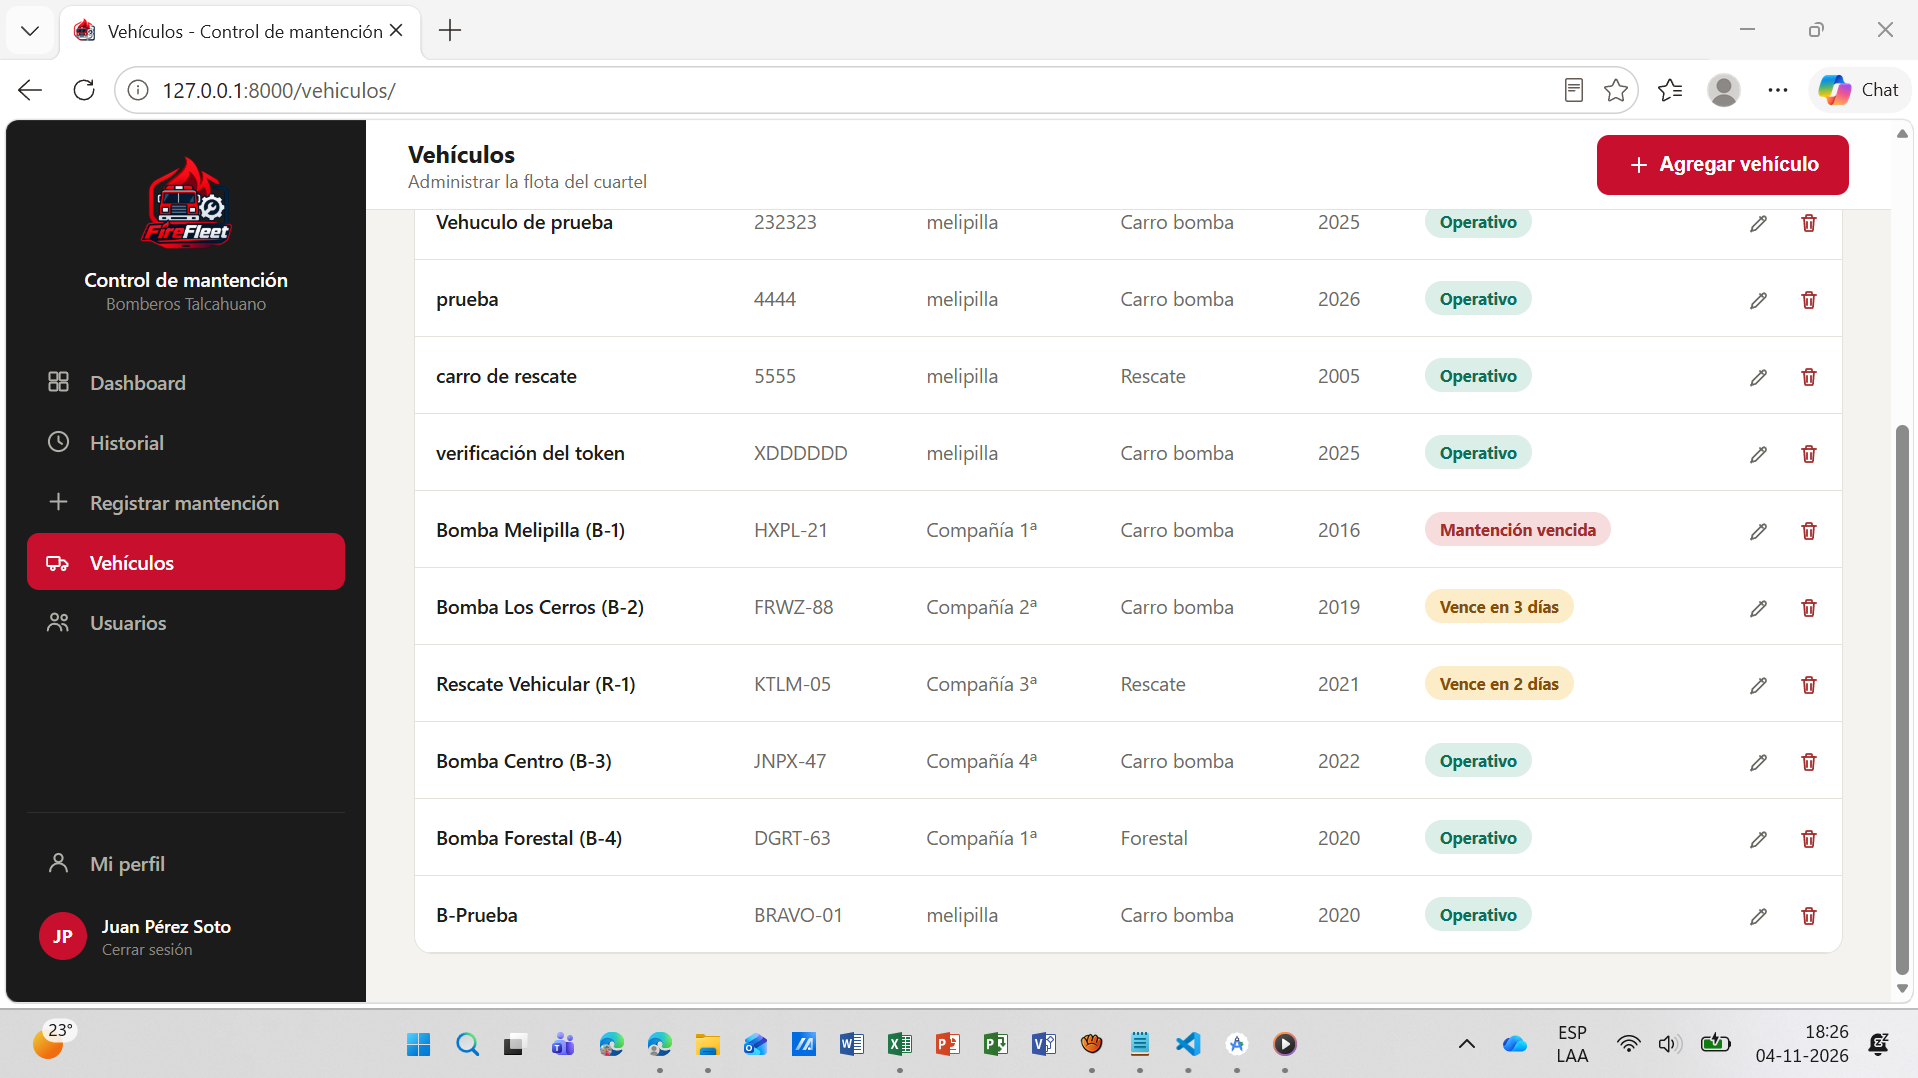 Vehículos - Control de mantención
127.0.0.1:8000/vehiculos/
Chat
FireFleet
Control de mantención
Bomberos Talcahuano
Dashboard
Historial
Registrar mantención
Vehículos
Usuarios
Mi perfil
JP
Juan Pérez Soto
Cerrar sesión
Vehículos
Administrar la flota del cuartel
+ Agregar vehículo
Vehuculo de prueba 232323 melipilla Carro bomba 2025 Operativo
prueba 4444 melipilla Carro bomba 2026 Operativo
carro de rescate 5555 melipilla Rescate 2005 Operativo
verificación del token XDDDDDD melipilla Carro bomba 2025 Operativo
Bomba Melipilla (B-1) HXPL-21 Compañía 1ª Carro bomba 2016 Mantención vencida
Bomba Los Cerros (B-2) FRWZ-88 Compañía 2ª Carro bomba 2019 Vence en 3 días
Rescate Vehicular (R-1) KTLM-05 Compañía 3ª Rescate 2021 Vence en 2 días
Bomba Centro (B-3) JNPX-47 Compañía 4ª Carro bomba 2022 Operativo
Bomba Forestal (B-4) DGRT-63 Compañía 1ª Forestal 2020 Operativo
B-Prueba BRAVO-01 melipilla Carro bomba 2020 Operativo
23°
ESP
LAA
18:26
04-11-2026